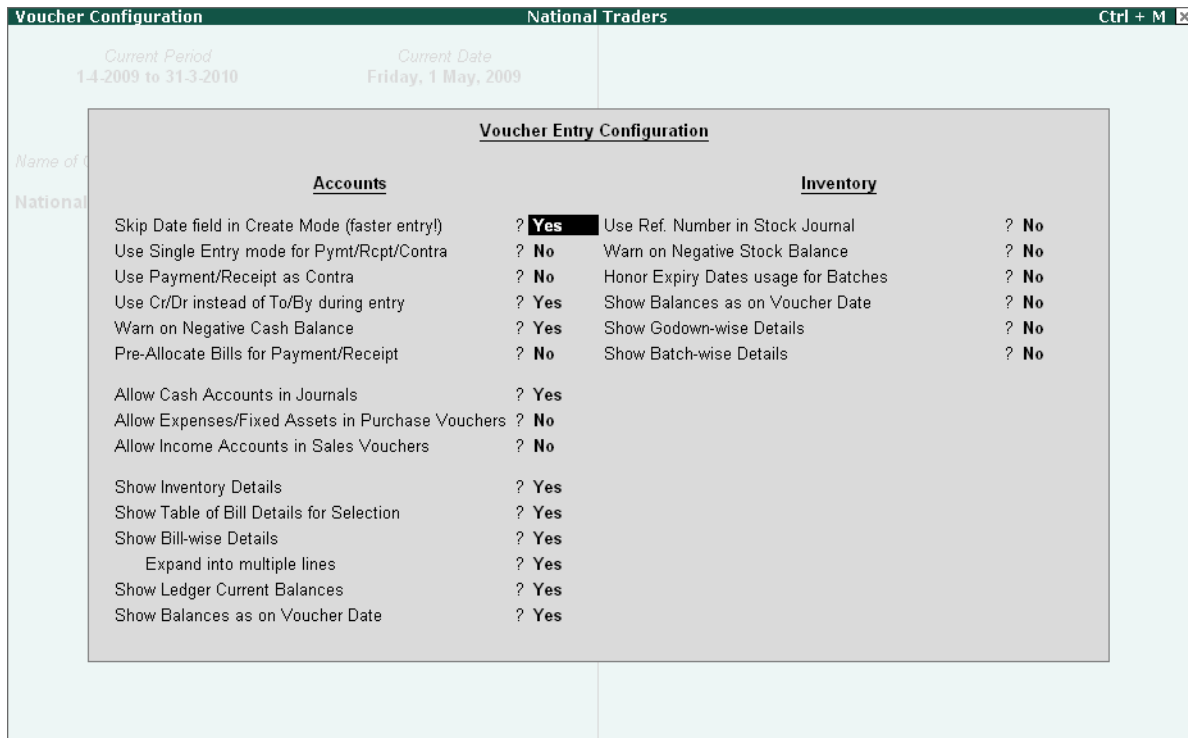 Voucher Configuration National Traders Ctrl + M
Current Period Current Date
1-4-2009 to 31-3-2010 Friday, 1 May, 2009
Name of
National
Voucher Entry Configuration
Accounts
Skip Date field in Create Mode (faster entry!) ? Yes
Use Single Entry mode for Pymt/Rcpt/Contra ? No
Use Payment/Receipt as Contra ? No
Use Cr/Dr instead of To/By during entry ? Yes
Warn on Negative Cash Balance ? Yes
Pre-Allocate Bills for Payment/Receipt ? No
Allow Cash Accounts in Journals ? Yes
Allow Expenses/Fixed Assets in Purchase Vouchers ? No
Allow Income Accounts in Sales Vouchers ? No
Show Inventory Details ? Yes
Show Table of Bill Details for Selection ? Yes
Show Bill-wise Details ? Yes
Expand into multiple lines ? Yes
Show Ledger Current Balances ? Yes
Show Balances as on Voucher Date ? Yes
Inventory
Use Ref. Number in Stock Journal ? No
Warn on Negative Stock Balance ? No
Honor Expiry Dates usage for Batches ? No
Show Balances as on Voucher Date ? No
Show Godown-wise Details ? No
Show Batch-wise Details ? No